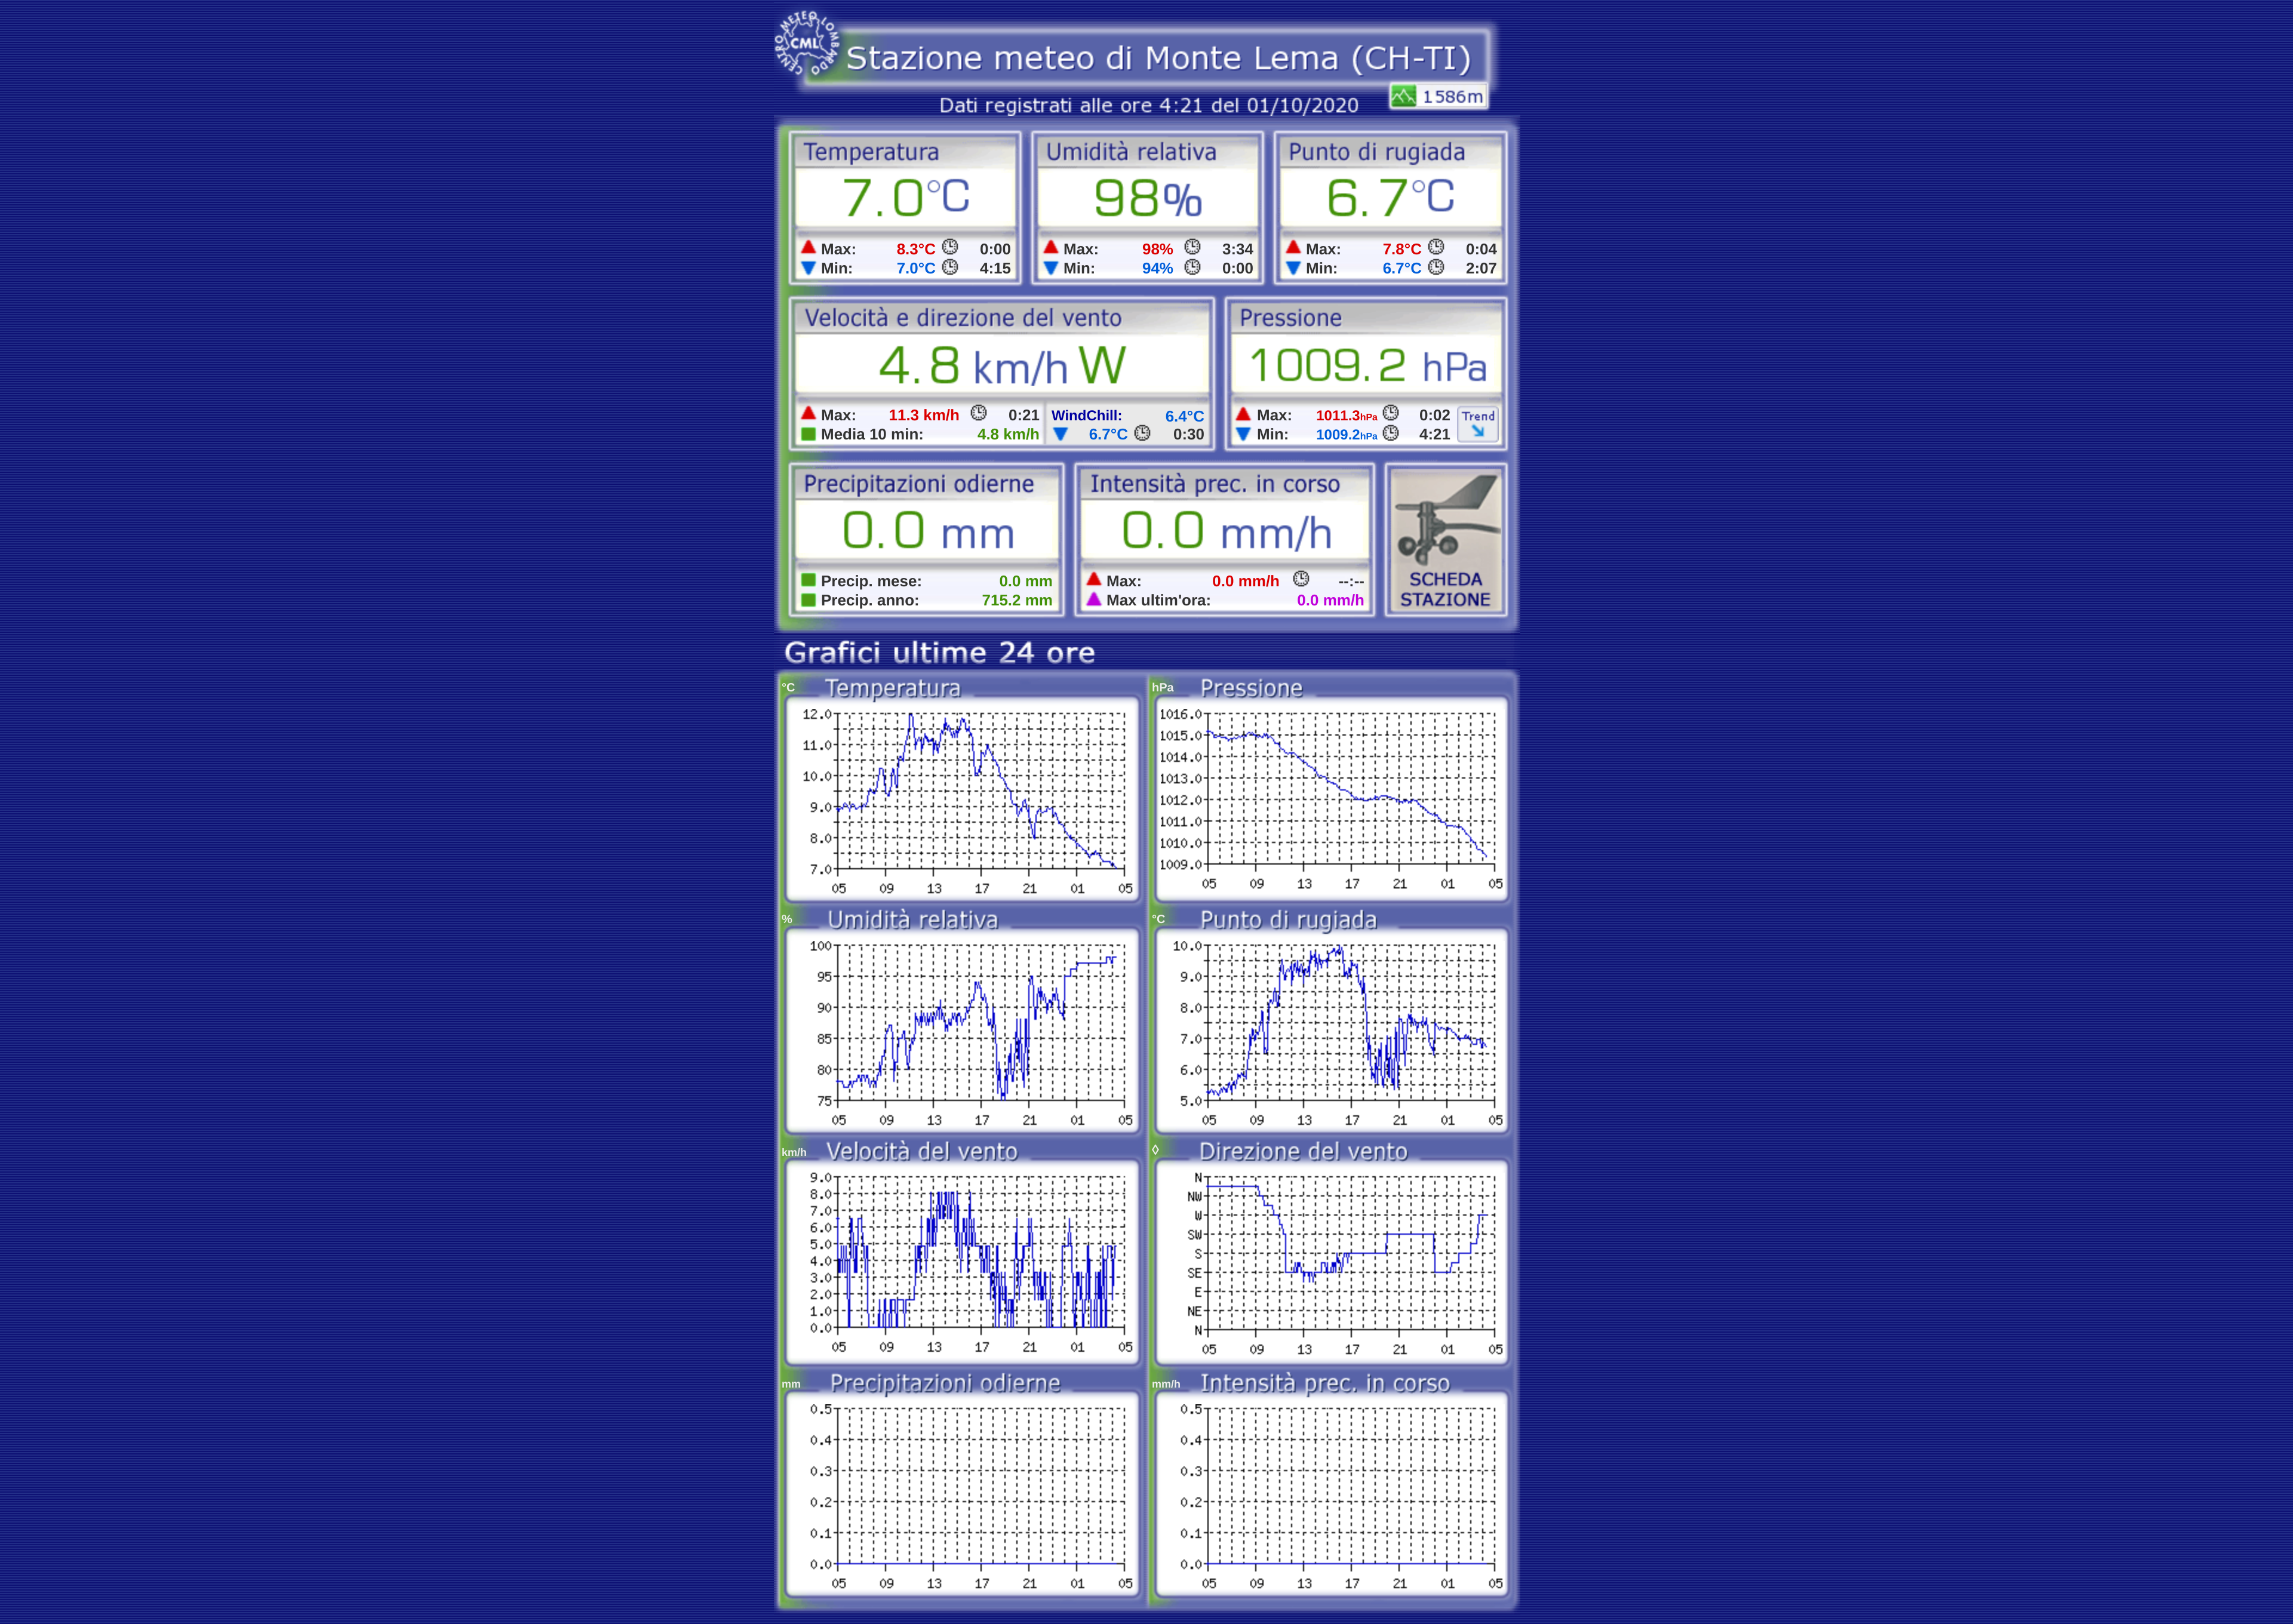 CENTRO METEO LOMBARDO
CML
Stazione meteo di Monte Lema (CH-TI)
1586m
Dati registrati alle ore 4:21 del 01/10/2020
Temperatura
7.0°C
Max: 8.3°C 0:00
Min: 7.0°C 4:15
Umidità relativa
98%
Max: 98% 3:34
Min: 94% 0:00
Punto di rugiada
6.7°C
Max: 7.8°C 0:04
Min: 6.7°C 2:07
Velocità e direzione del vento
4.8 km/h W
Max: 11.3 km/h 0:21
Media 10 min: 4.8 km/h
WindChill: 6.4°C
6.7°C 0:30
Pressione
1009.2 hPa
Max: 1011.3hPa 0:02
Min: 1009.2hPa 4:21
Trend
Precipitazioni odierne
0.0 mm
Precip. mese: 0.0 mm
Precip. anno: 715.2 mm
Intensità prec. in corso
0.0 mm/h
Max: 0.0 mm/h --:--
Max ultim'ora: 0.0 mm/h
SCHEDA
STAZIONE
Grafici ultime 24 ore
°C Temperatura
12.0
11.0
10.0
9.0
8.0
7.0
05 09 13 17 21 01 05
hPa Pressione
1016.0
1015.0
1014.0
1013.0
1012.0
1011.0
1010.0
1009.0
05 09 13 17 21 01 05
% Umidità relativa
100
95
90
85
80
75
05 09 13 17 21 01 05
°C Punto di rugiada
10.0
9.0
8.0
7.0
6.0
5.0
05 09 13 17 21 01 05
km/h Velocità del vento
9.0
8.0
7.0
6.0
5.0
4.0
3.0
2.0
1.0
0.0
05 09 13 17 21 01 05
◊ Direzione del vento
N
NW
W
SW
S
SE
E
NE
N
05 09 13 17 21 01 05
mm Precipitazioni odierne
0.5
0.4
0.3
0.2
0.1
0.0
05 09 13 17 21 01 05
mm/h Intensità prec. in corso
0.5
0.4
0.3
0.2
0.1
0.0
05 09 13 17 21 01 05